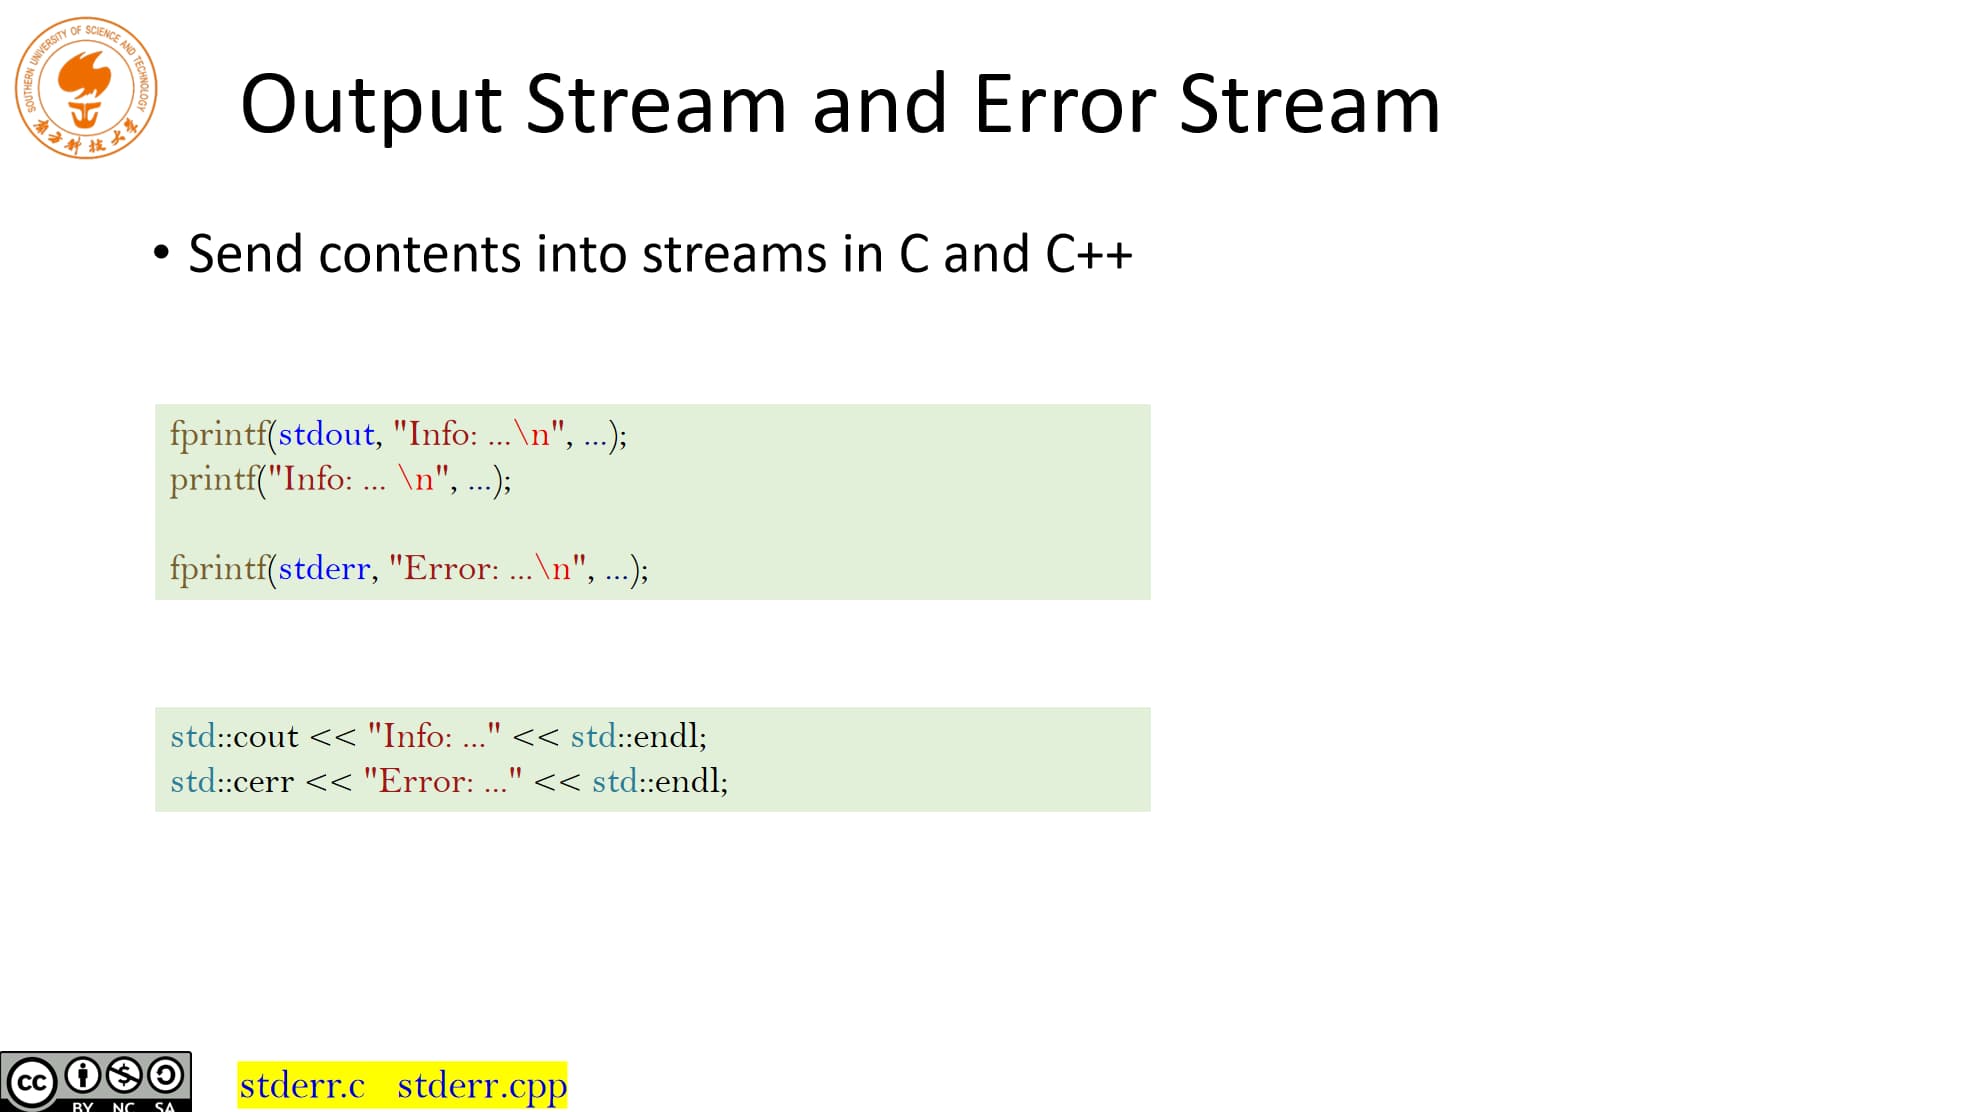 SOUTHERN UNIVERSITY OF SCIENCE AND TECHNOLOGY
南方科技大学
Output Stream and Error Stream
• Send contents into streams in C and C++
fprintf(stdout, "Info: ...\n", ...);
printf("Info: ... \n", ...);
fprintf(stderr, "Error: ...\n", ...);
std::cout << "Info: ..." << std::endl;
std::cerr << "Error: ..." << std::endl;
cc BY NC SA
stderr.c stderr.cpp